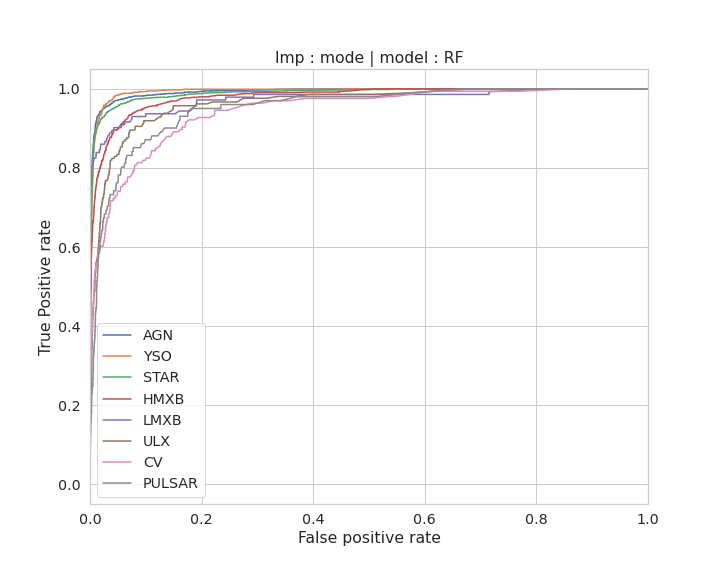 Imp : mode | model : RF
True Positive rate
1.0
0.8
0.6
0.4
0.2
0.0
AGN
YSO
STAR
HMXB
LMXB
ULX
CV
PULSAR
0.0 0.2 0.4 0.6 0.8 1.0
False positive rate